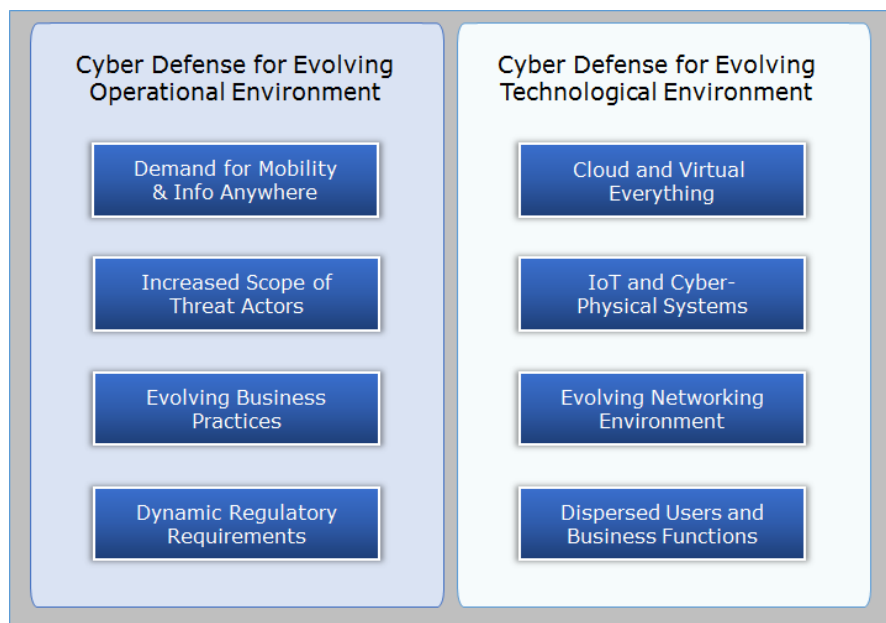 Cyber Defense for Evolving
Operational Environment
Demand for Mobility
& Info Anywhere
Increased Scope of
Threat Actors
Evolving Business
Practices
Dynamic Regulatory
Requirements
Cyber Defense for Evolving
Technological Environment
Cloud and Virtual
Everything
IoT and Cyber-
Physical Systems
Evolving Networking
Environment
Dispersed Users and
Business Functions